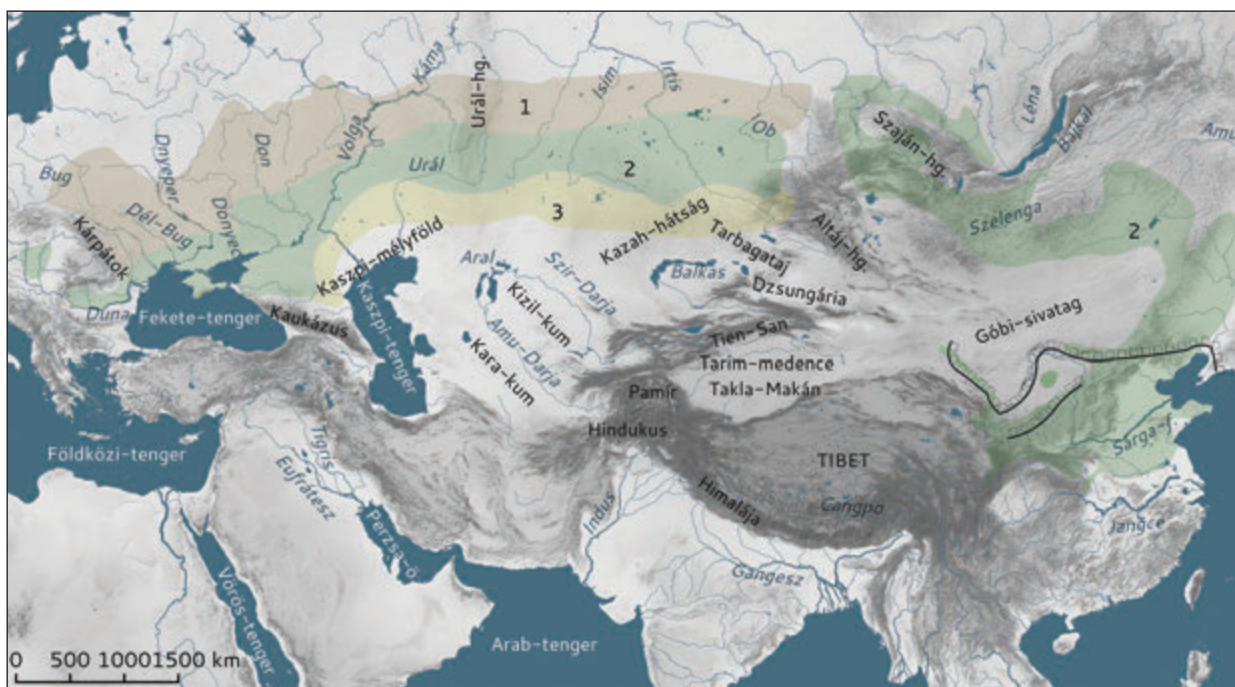 Káma
Urál-hg.
Isim
Irtis
1
Ob
Léna
Bajkál
Amu
Szaján-hg.
Bug
Dnyeper
Don
Volga
Urál
2
Dél-Bug
Donyec
Kárpátok
3
Kazah-hátság
Tarbagataj
Altáj-hg.
Szelenga
2
Kaszpi-mélyföld
Aral
Szir-Darja
Balkas
Dzsungária
Duna
Fekete-tenger
Kaukázus
Kaszpi-tenger
Kizil-kum
Amu-Darja
Tien-San
Góbi-sivatag
Kara-kum
Tarim-medence
Pamír
Takla-Makán
Hindukus
Földközi-tenger
Tigris
Eufrátesz
TIBET
Sárga-f.
Himalája
Cangpo
Indus
Jangce
Perzsa-ö.
Gangesz
Vörös-tenger
Arab-tenger
0 500 1000 1500 km